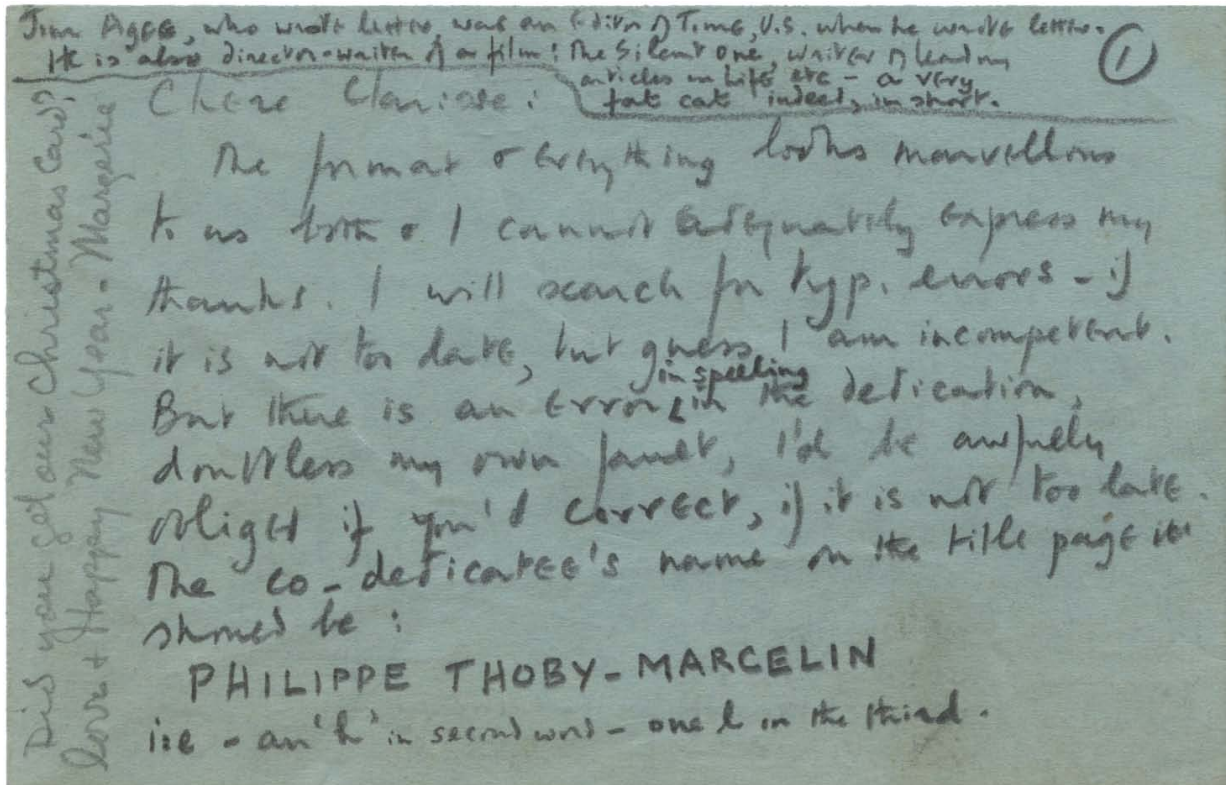 Jim Agee, who wrote letter, was an Editor of Time, U.S. when he wrote letter.
He is also director-writer of a film: The Silent One, writer of leading
articles in Life etc - a very
fat cat indeed, in short.
①
Chere Clarisse:
The format & everything looks marvellous
to us both & I cannot adequately express my
thanks. I will search for typ. errors - if
it is not too late, but guess I am incompetent.
But there is an error in spelling in the dedication,
doubtless my own fault, I'd be awfully
obliged if you'd correct, if it is not too late.
The co-dedicatee's name on the title page
should be:
PHILIPPE THOBY-MARCELIN
i:e - an 'h' in second word - one l in the third.
Did you get our Christmas Card?
love & Happy New Year - Margerie